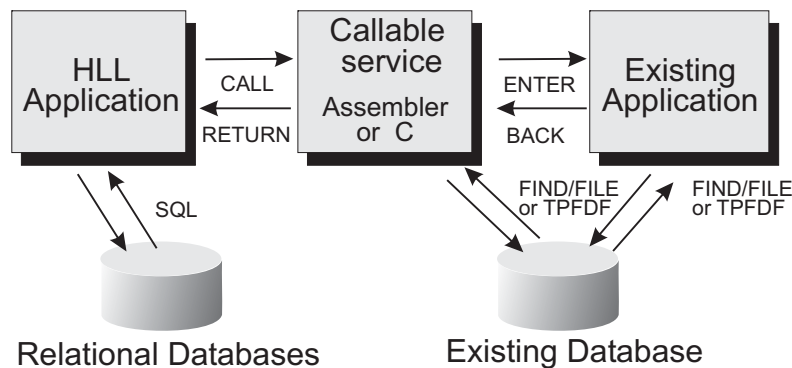 HLL
Application
CALL
RETURN
Callable
service
Assembler
or C
ENTER
BACK
Existing
Application
SQL
FIND/FILE
or TPFDF
FIND/FILE
or TPFDF
Relational Databases
Existing Database